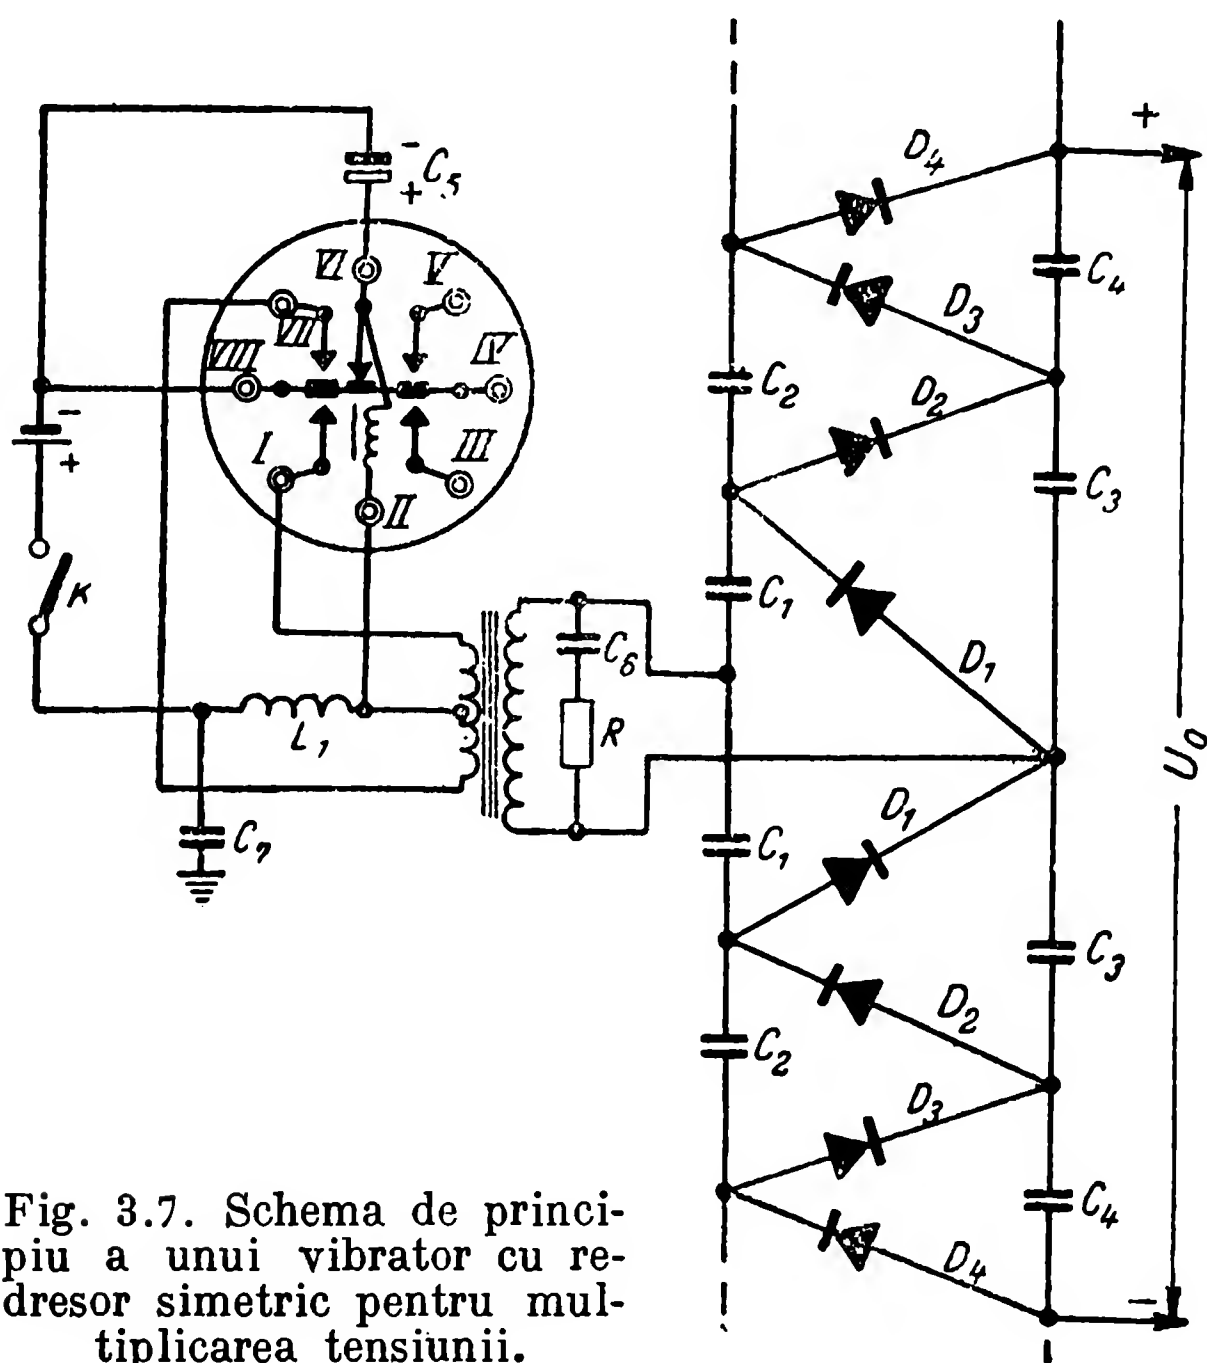 +
D₄
- C₅
+
VI V
C₄
VII
D₃
VIII IV
C₂
D₂
-
+
I III
C₃
II
K
C₁
D₁
C₆
L₁
R
U₀
D₁
C₇
C₁
C₃
D₂
C₂
D₃
C₄
D₄
-
Fig. 3.7. Schema de princi-
piu a unui vibrator cu re-
dresor simetric pentru mul-
tiplicarea tensiunii.